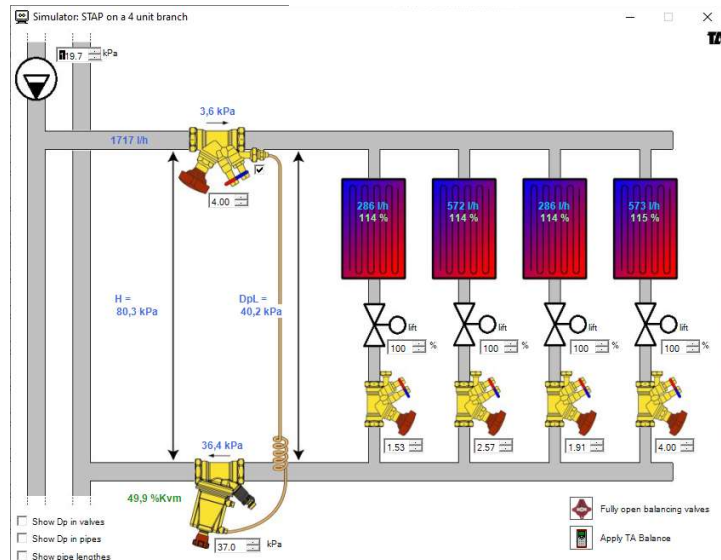 Simulator: STAP on a 4 unit branch
TA
119.7 kPa
3,6 kPa
1717 l/h
4.00
286 l/h
114 %
572 l/h
114 %
286 l/h
114 %
573 l/h
115 %
H =
80,3 kPa
DpL =
40,2 kPa
lift
lift
lift
lift
100 %
100 %
100 %
100 %
1.53
2.57
1.91
4.00
36,4 kPa
49,9 %Kvm
37.0 kPa
Show Dp in valves
Show Dp in pipes
Show pipe lengthes
Fully open balancing valves
Apply TA Balance